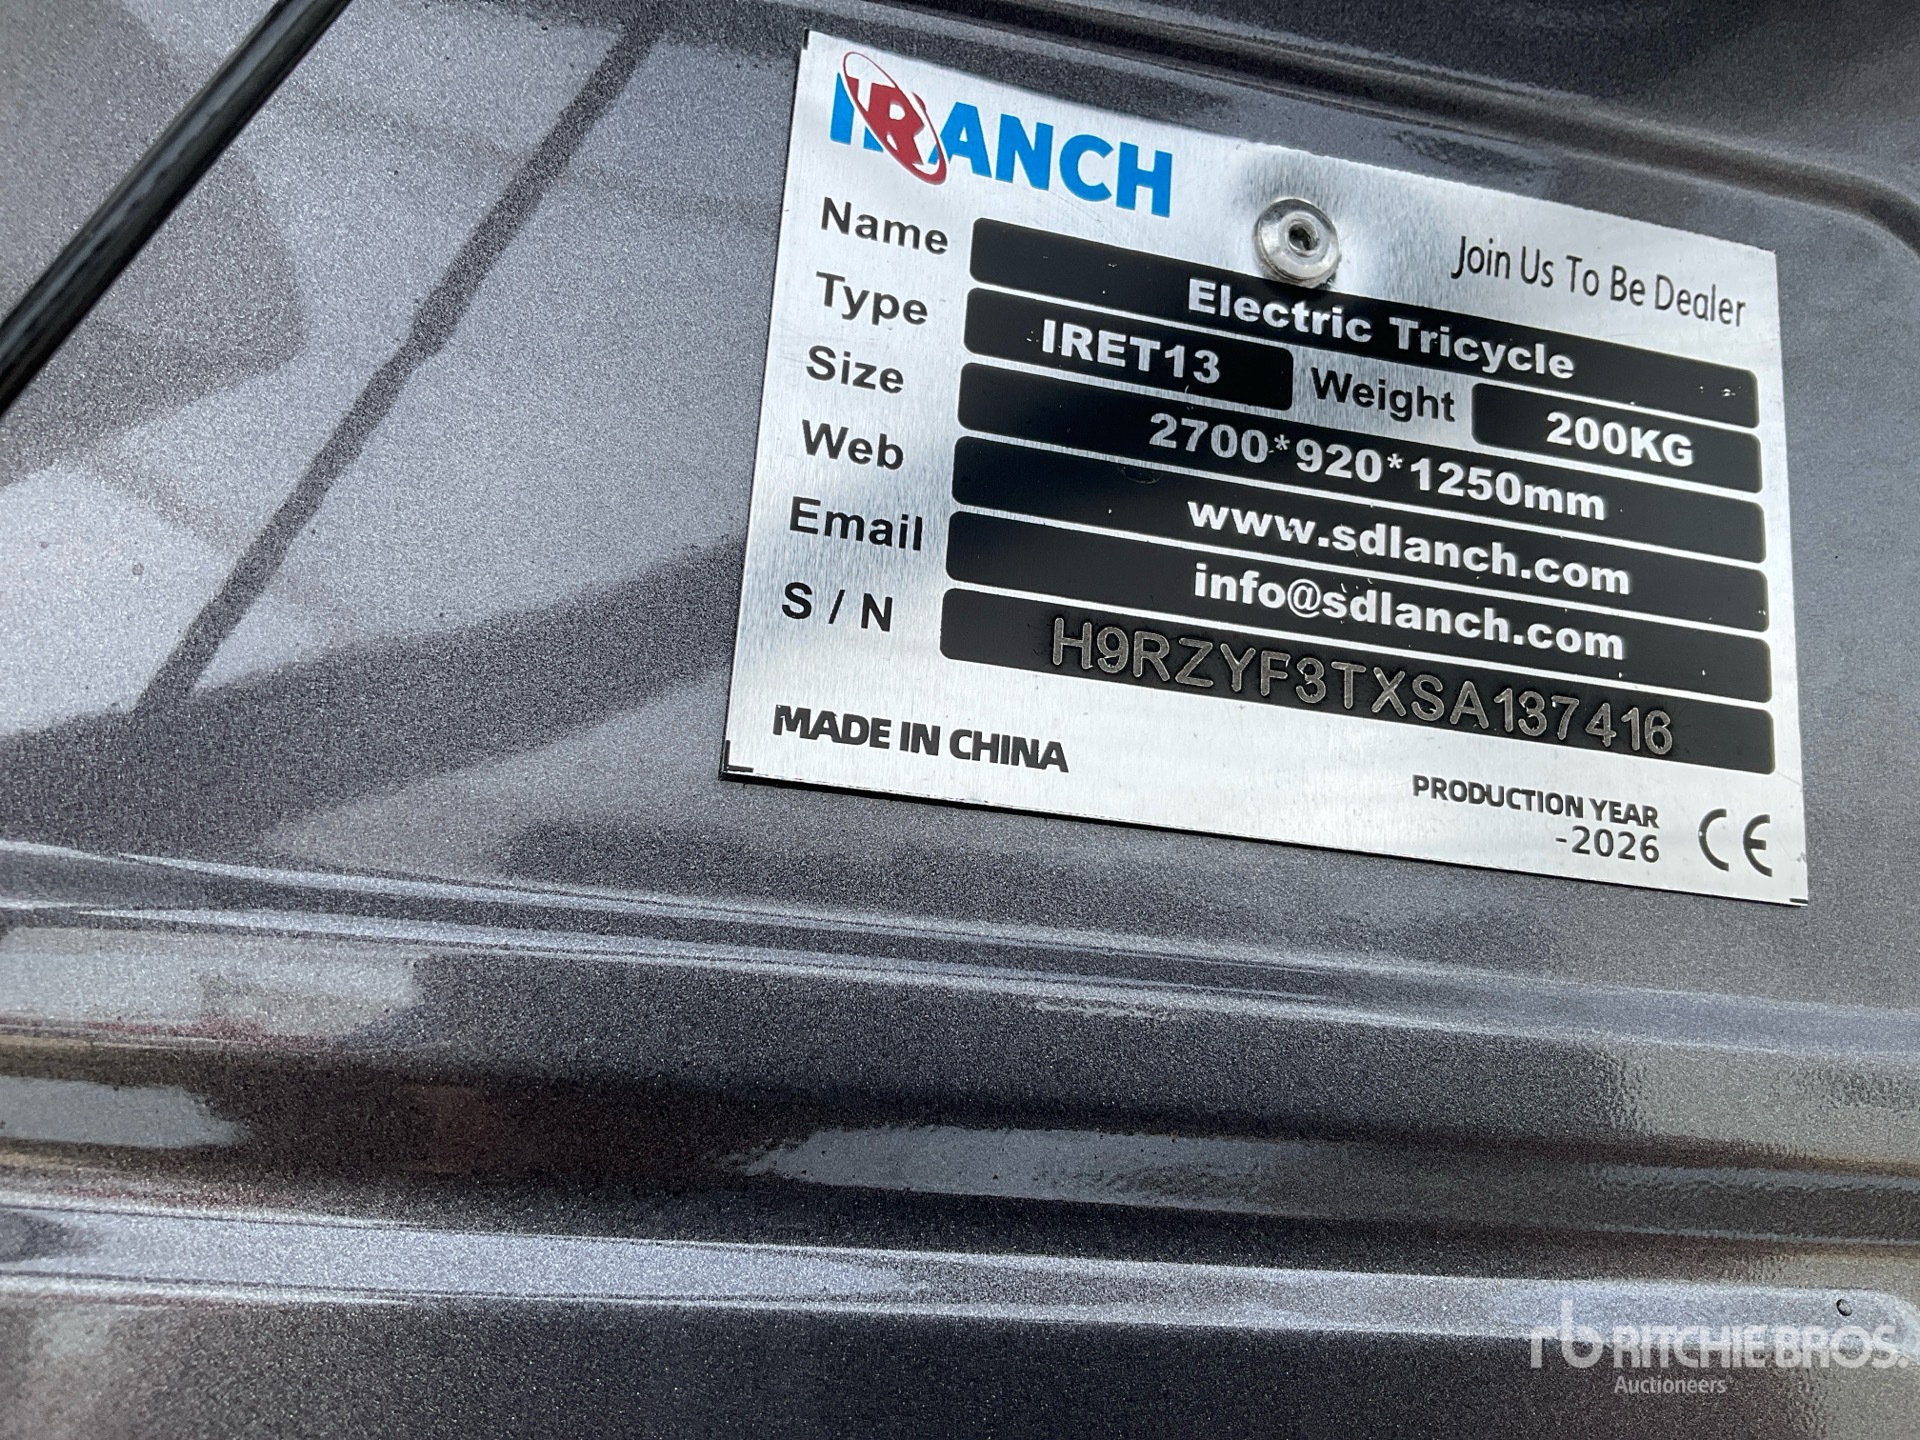 IRANCH
Join Us To Be Dealer
Name Electric Tricycle
Type IRET13 Weight 200KG
Size 2700*920*1250mm
Web www.sdlanch.com
Email info@sdlanch.com
S / N H9RZYF3TXSA137416
MADE IN CHINA
PRODUCTION YEAR
-2026
CE
rb RITCHIE BROS.
Auctioneers